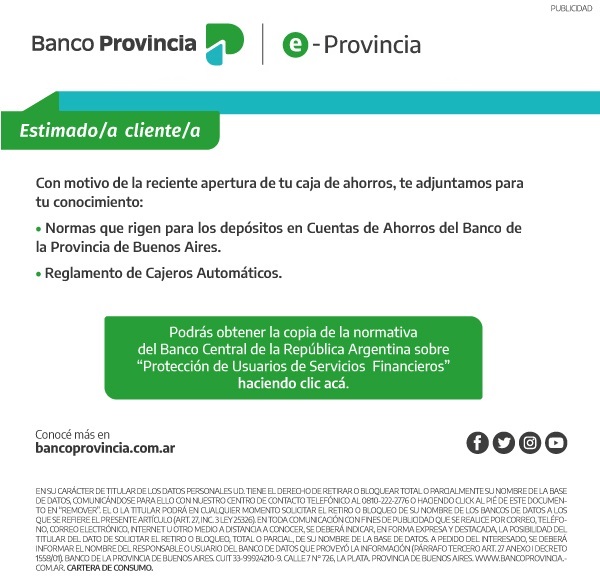 PUBLICIDAD
Banco Provincia
e-Provincia
Estimado/a cliente/a
Con motivo de la reciente apertura de tu caja de ahorros, te adjuntamos para
tu conocimiento:
• Normas que rigen para los depósitos en Cuentas de Ahorros del Banco de
la Provincia de Buenos Aires.
• Reglamento de Cajeros Automáticos.
Podrás obtener la copia de la normativa
del Banco Central de la República Argentina sobre
“Protección de Usuarios de Servicios Financieros”
haciendo clic acá.
Conocé más en
bancoprovincia.com.ar
EN SU CARÁCTER DE TITULAR DE LOS DATOS PERSONALES UD. TIENE EL DERECHO DE RETIRAR O BLOQUEAR TOTAL O PARCIALMENTE SU NOMBRE DE LA BASE
DE DATOS, COMUNICÁNDOSE PARA ELLO CON NUESTRO CENTRO DE CONTACTO TELEFÓNICO AL 0810-222-2776 O HACIENDO CLICK AL PIÉ DE ESTE DOCUMEN-
TO EN “REMOVER”. EL O LA TITULAR PODRÁ EN CUALQUIER MOMENTO SOLICITAR EL RETIRO O BLOQUEO DE SU NOMBRE DE LOS BANCOS DE DATOS A LOS
QUE SE REFIERE EL PRESENTE ARTÍCULO (ART. 27, INC. 3 LEY 25326). EN TODA COMUNICACIÓN CON FINES DE PUBLICIDAD QUE SE REALICE POR CORREO, TELÉFO-
NO, CORREO ELECTRÓNICO, INTERNET U OTRO MEDIO A DISTANCIA A CONOCER, SE DEBERÁ INDICAR, EN FORMA EXPRESA Y DESTACADA, LA POSIBILIDAD DEL
TITULAR DEL DATO DE SOLICITAR EL RETIRO O BLOQUEO, TOTAL O PARCIAL, DE SU NOMBRE DE LA BASE DE DATOS. A PEDIDO DEL INTERESADO, SE DEBERÁ
INFORMAR EL NOMBRE DEL RESPONSABLE O USUARIO DEL BANCO DE DATOS QUE PROVEYÓ LA INFORMACIÓN (PÁRRAFO TERCERO ART. 27 ANEXO I DECRETO
1558/01). BANCO DE LA PROVINCIA DE BUENOS AIRES. CUIT 33-99924210-9. CALLE 7 N° 726, LA PLATA. PROVINCIA DE BUENOS AIRES. WWW.BANCOPROVINCIA.-
COM.AR. CARTERA DE CONSUMO.